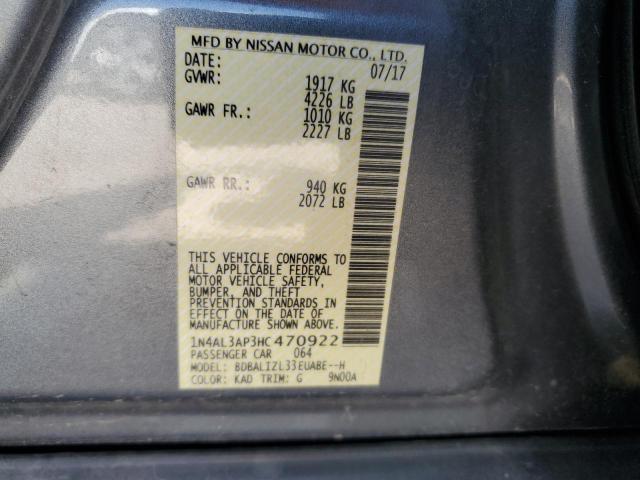 MFD BY NISSAN MOTOR CO., LTD.
DATE: 07/17
GVWR: 1917 KG
4226 LB
GAWR FR.: 1010 KG
2227 LB
GAWR RR.: 940 KG
2072 LB
THIS VEHICLE CONFORMS TO
ALL APPLICABLE FEDERAL
MOTOR VEHICLE SAFETY,
BUMPER, AND THEFT
PREVENTION STANDARDS IN
EFFECT ON THE DATE OF
MANUFACTURE SHOWN ABOVE.
1N4AL3AP3HC470922
PASSENGER CAR 064
MODEL: BDBALIZL33EUABE--H
COLOR: KAD TRIM: G 9N00A